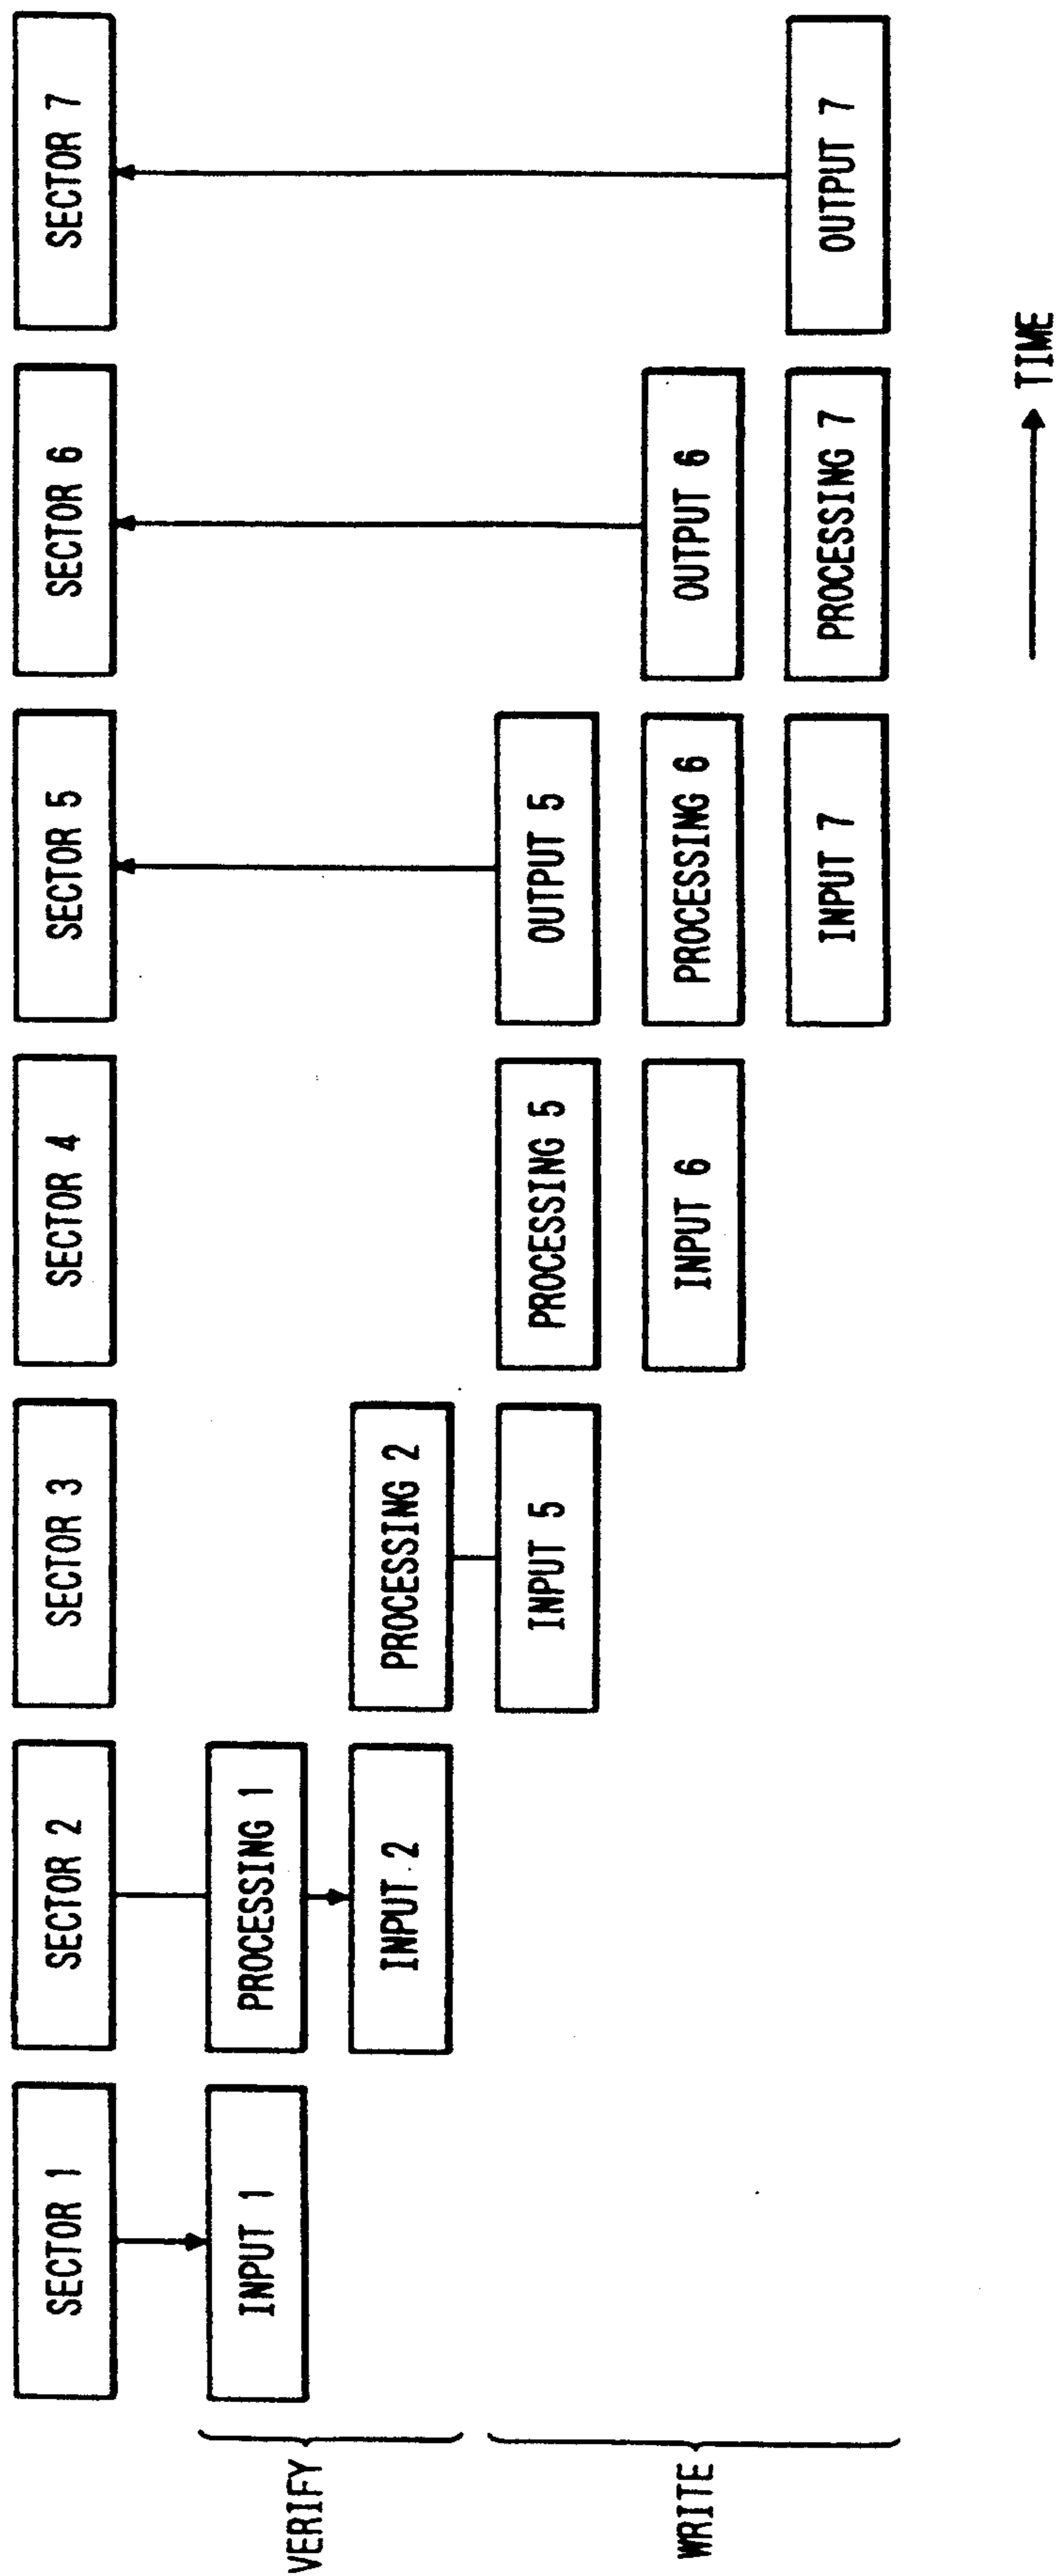 SECTOR 1 SECTOR 2 SECTOR 3 SECTOR 4 SECTOR 5 SECTOR 6 SECTOR 7
VERIFY
INPUT 1 PROCESSING 1
INPUT 2 PROCESSING 2
WRITE
INPUT 5 PROCESSING 5 OUTPUT 5
INPUT 6 PROCESSING 6 OUTPUT 6
INPUT 7 PROCESSING 7 OUTPUT 7
TIME